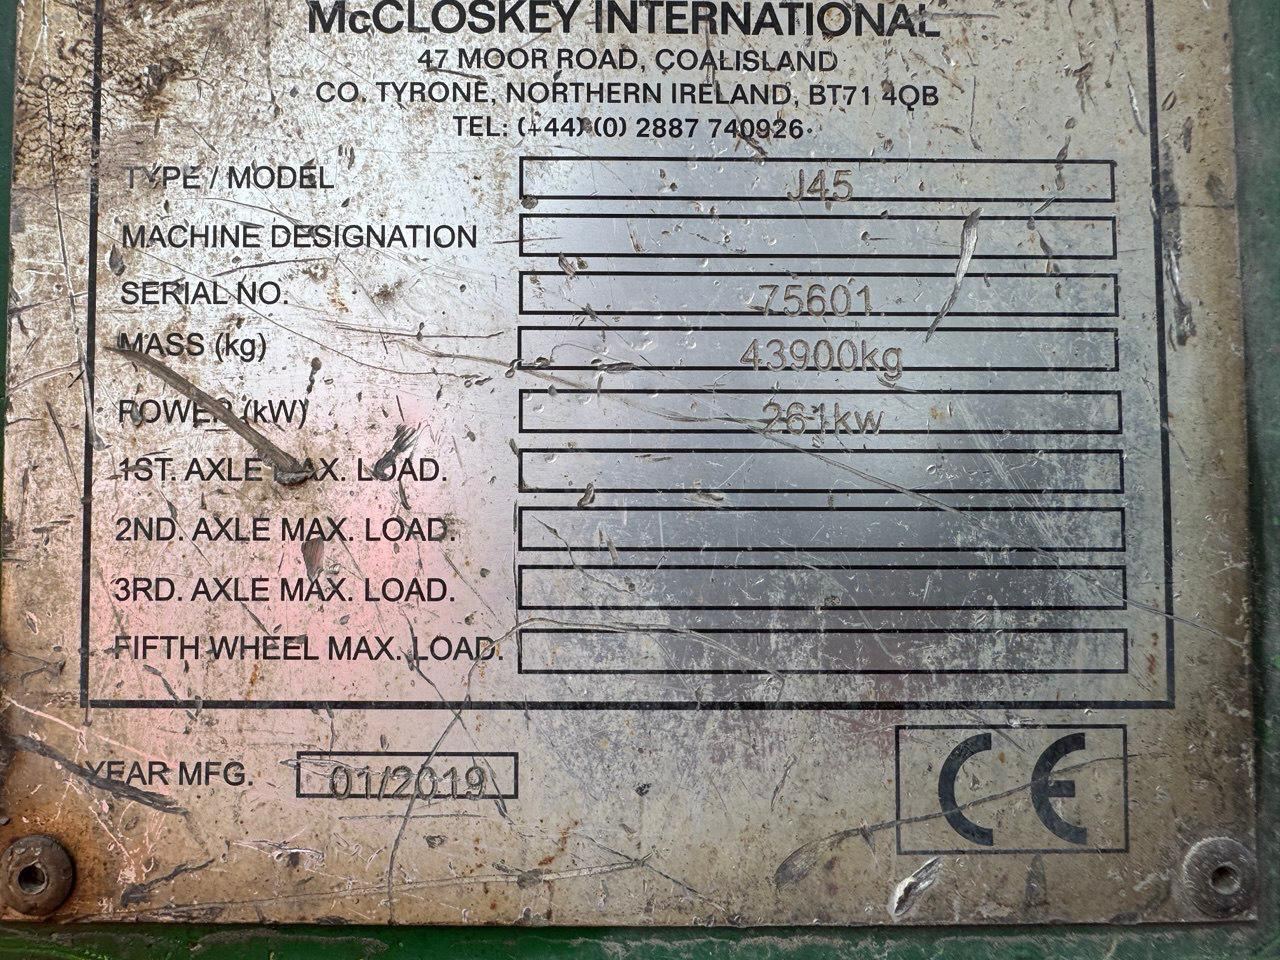 McCLOSKEY INTERNATIONAL
47 MOOR ROAD, COALISLAND
CO. TYRONE, NORTHERN IRELAND, BT71 4QB
TEL: (+44) (0) 2887 740926
TYPE / MODEL J45
MACHINE DESIGNATION
SERIAL NO. 75601
MASS (kg) 43900kg
POWER (kW) 261kw
1ST. AXLE MAX. LOAD.
2ND. AXLE MAX. LOAD.
3RD. AXLE MAX. LOAD.
FIFTH WHEEL MAX. LOAD.
YEAR MFG. 01/2019 CE